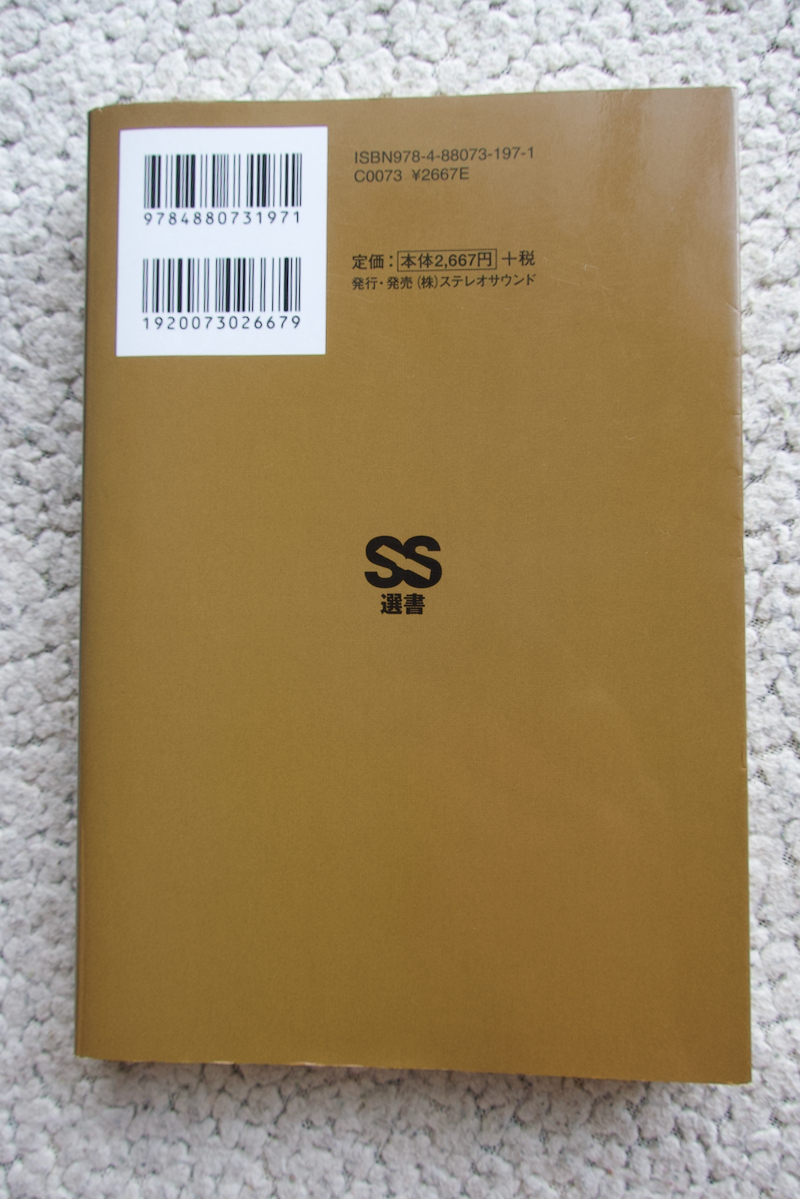 9784880731971
1920073026679
ISBN978-4-88073-197-1
C0073 ¥2667E
定価：本体2,667円＋税
発行・発売（株）ステレオサウンド
SS
選書